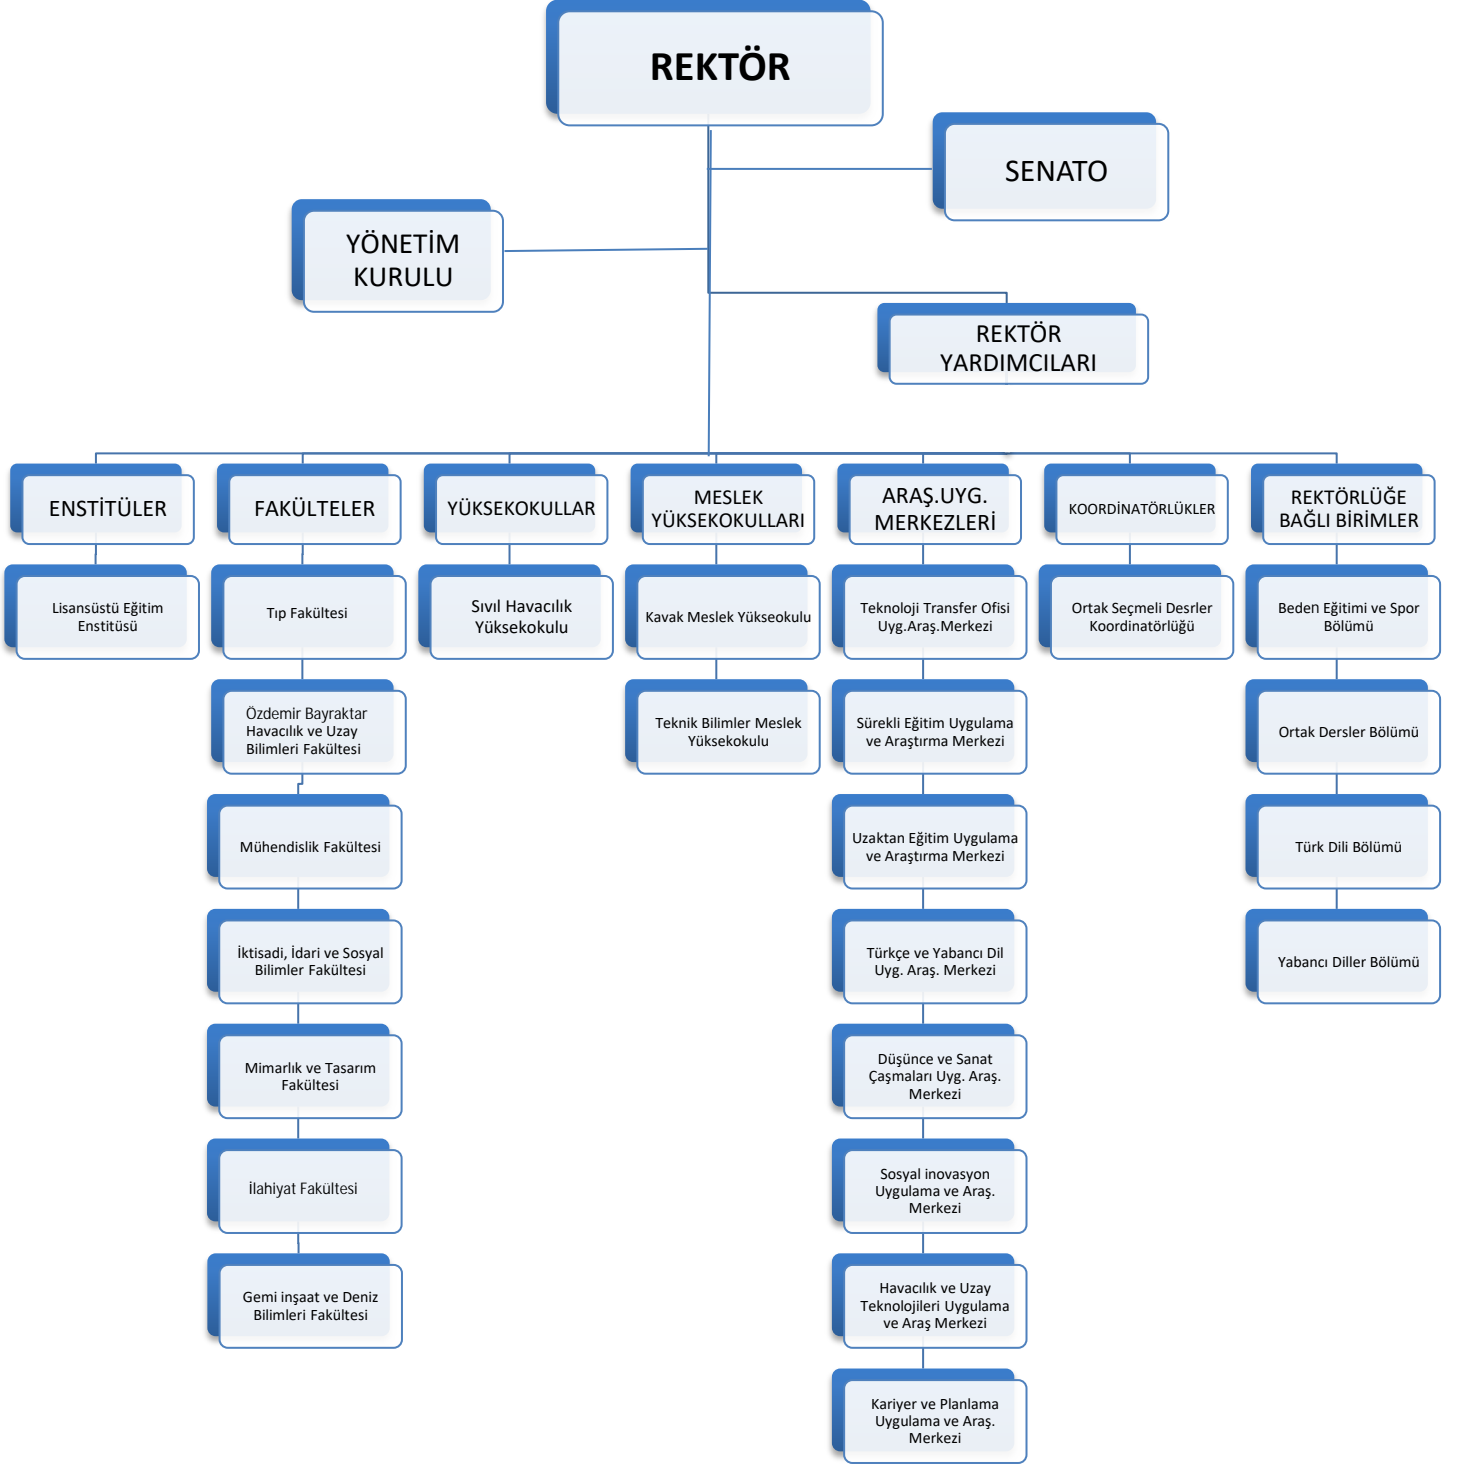 REKTÖR
SENATO
YÖNETİM
KURULU
REKTÖR
YARDIMCILARI
ENSTİTÜLER
FAKÜLTELER
YÜKSEKOKULLAR
MESLEK
YÜKSEKOKULLARI
ARAŞ.UYG.
MERKEZLERİ
KOORDİNATÖRLÜKLER
REKTÖRLÜĞE
BAĞLI BİRİMLER
Lisansüstü Eğitim
Enstitüsü
Tıp Fakültesi
Özdemir Bayraktar
Havacılık ve Uzay
Bilimleri Fakültesi
Mühendislik Fakültesi
İktisadi, İdari ve Sosyal
Bilimler Fakültesi
Mimarlık ve Tasarım
Fakültesi
İlahiyat Fakültesi
Gemi inşaat ve Deniz
Bilimleri Fakültesi
Sıvıl Havacılık
Yüksekokulu
Kavak Meslek Yükseokulu
Teknik Bilimler Meslek
Yüksekokulu
Teknoloji Transfer Ofisi
Uyg.Araş.Merkezi
Sürekli Eğitim Uygulama
ve Araştırma Merkezi
Uzaktan Eğitim Uygulama
ve Araştırma Merkezi
Türkçe ve Yabancı Dil
Uyg. Araş. Merkezi
Düşünce ve Sanat
Çaşmaları Uyg. Araş.
Merkezi
Sosyal inovasyon
Uygulama ve Araş.
Merkezi
Havacılık ve Uzay
Teknolojileri Uygulama
ve Araş Merkezi
Kariyer ve Planlama
Uygulama ve Araş.
Merkezi
Ortak Seçmeli Desrler
Koordinatörlüğü
Beden Eğitimi ve Spor
Bölümü
Ortak Dersler Bölümü
Türk Dili Bölümü
Yabancı Diller Bölümü